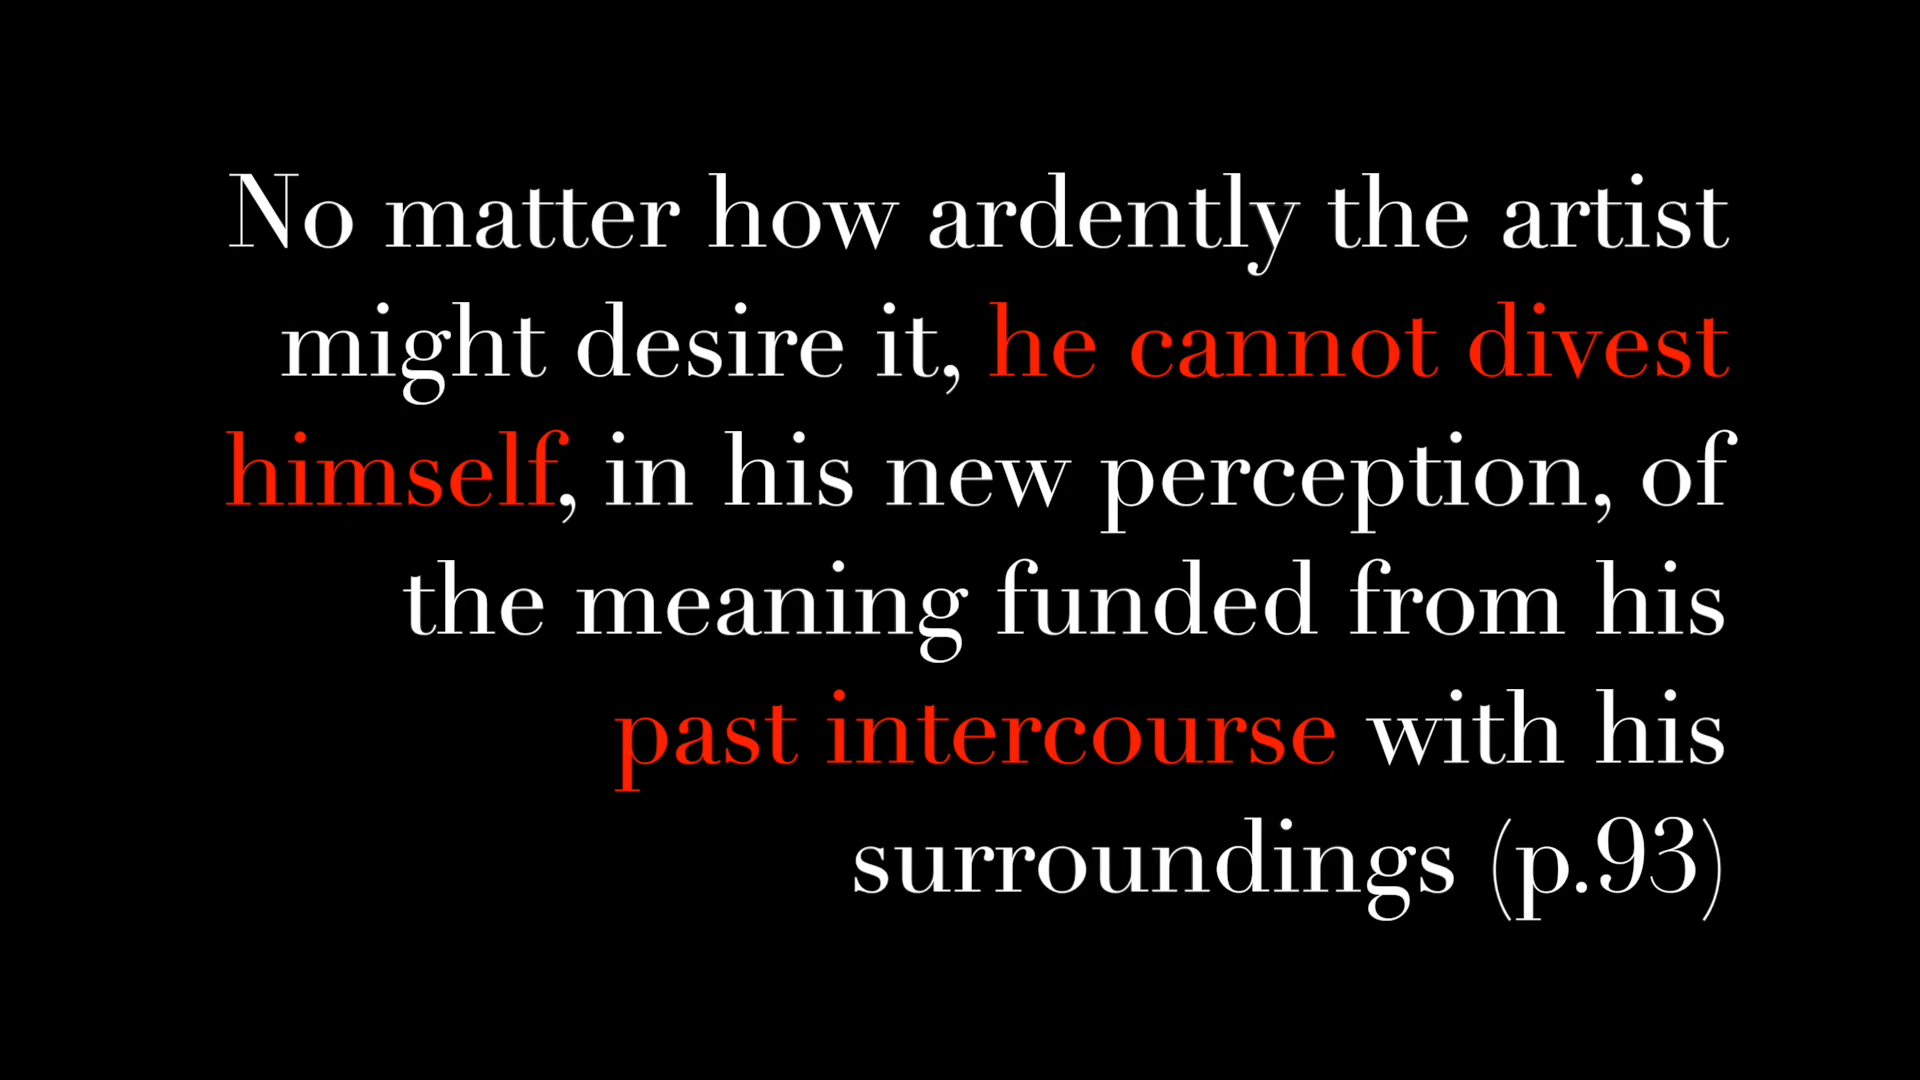 No matter how ardently the artist
might desire it, he cannot divest
himself, in his new perception, of
the meaning funded from his
past intercourse with his
surroundings (p.93)